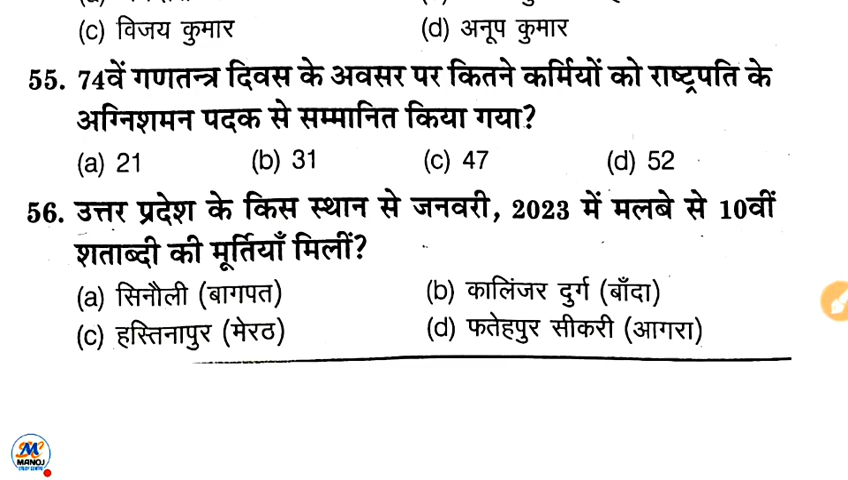 (c) विजय कुमार (d) अनूप कुमार
55. 74वें गणतन्त्र दिवस के अवसर पर कितने कर्मियों को राष्ट्रपति के
अग्निशमन पदक से सम्मानित किया गया?
(a) 21 (b) 31 (c) 47 (d) 52
56. उत्तर प्रदेश के किस स्थान से जनवरी, 2023 में मलबे से 10वीं
शताब्दी की मूर्तियाँ मिलीं?
(a) सिनौली (बागपत) (b) कालिंजर दुर्ग (बाँदा)
(c) हस्तिनापुर (मेरठ) (d) फतेहपुर सीकरी (आगरा)
MANOJ